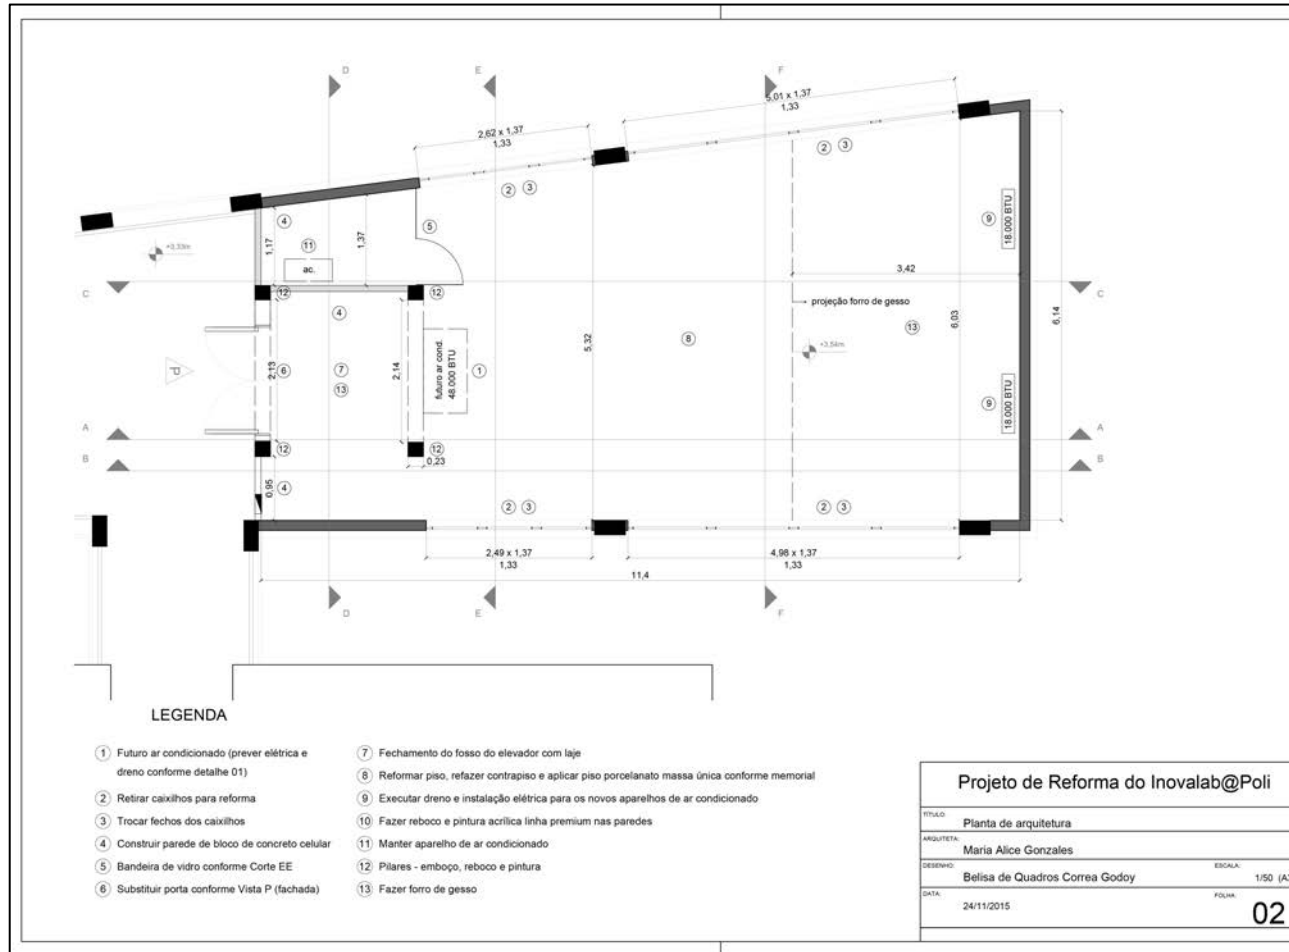 D
E
F
5,01 x 1,37
1,33
2,62 x 1,37
1,33
2 3
2 3
4
5
9
18.000 BTU
1,17
11
1,37
+0,33m
ac.
3,42
C
C
12
12
projeção forro de gesso
4
13
6,03
6,14
5,32
8
+3,54m
P
2,13
6
7
13
2,14
futuro ar cond.
48.000 BTU
1
9
18.000 BTU
A
A
12
12
B
B
0,23
0,95
4
2 3
2 3
2,49 x 1,37
1,33
4,98 x 1,37
1,33
11,4
D
E
F
LEGENDA
1 Futuro ar condicionado (prever elétrica e
dreno conforme detalhe 01)
2 Retirar caixilhos para reforma
3 Trocar fechos dos caixilhos
4 Construir parede de bloco de concreto celular
5 Bandeira de vidro conforme Corte EE
6 Substituir porta conforme Vista P (fachada)
7 Fechamento do fosso do elevador com laje
8 Reformar piso, refazer contrapiso e aplicar piso porcelanato massa única conforme memorial
9 Executar dreno e instalação elétrica para os novos aparelhos de ar condicionado
10 Fazer reboco e pintura acrílica linha premium nas paredes
11 Manter aparelho de ar condicionado
12 Pilares - emboço, reboco e pintura
13 Fazer forro de gesso
Projeto de Reforma do Inovalab@Poli
TÍTULO:
Planta de arquitetura
ARQUITETA:
Maria Alice Gonzales
DESENHO:
Belisa de Quadros Correa Godoy
ESCALA:
1/50
DATA:
24/11/2015
FOLHA:
02